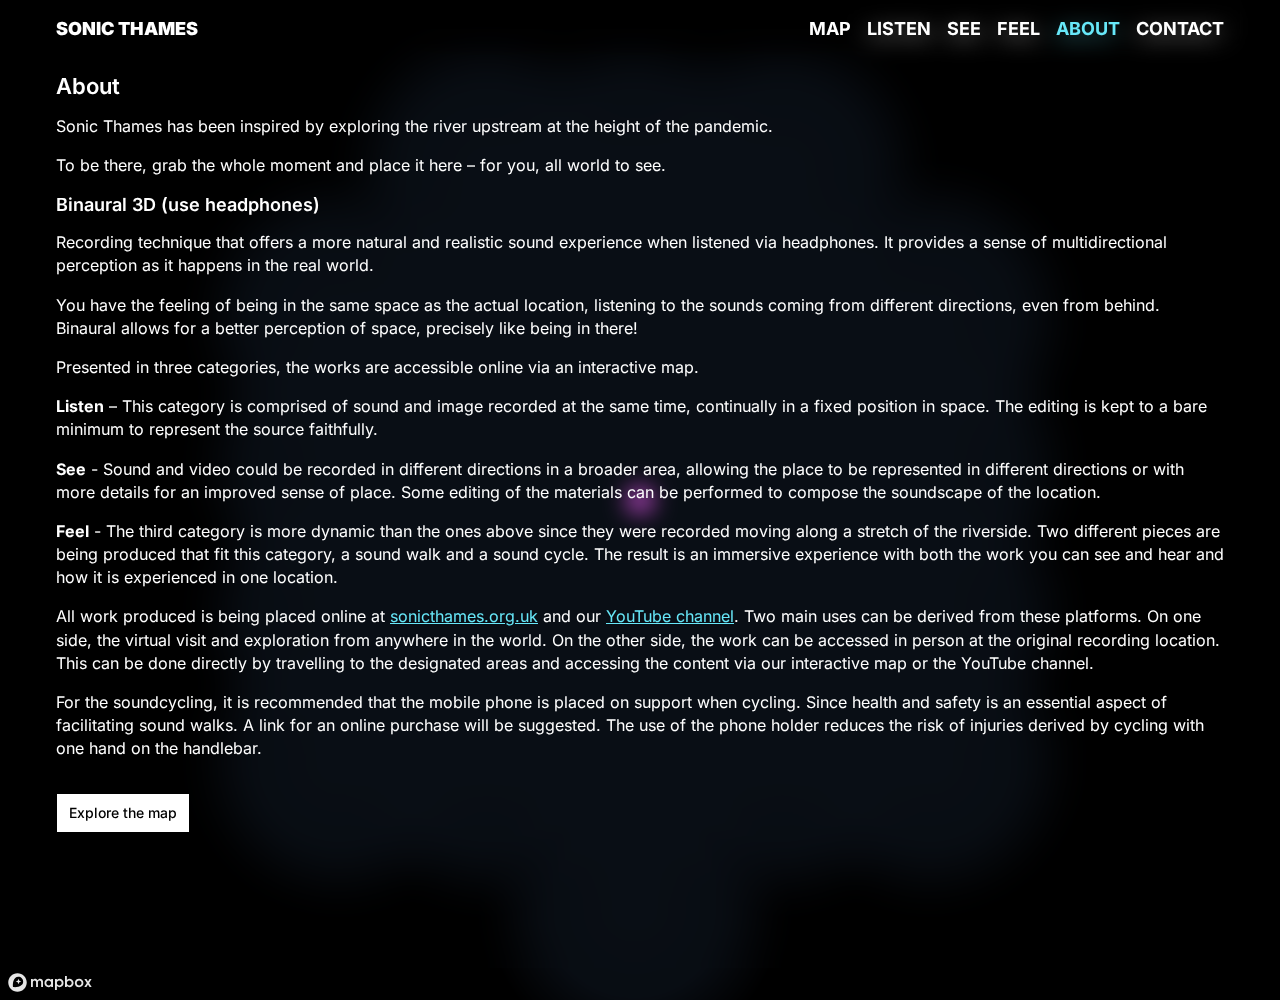 SONIC THAMES
MAP LISTEN SEE FEEL ABOUT CONTACT
About
Sonic Thames has been inspired by exploring the river upstream at the height of the pandemic.
To be there, grab the whole moment and place it here – for you, all world to see.
Binaural 3D (use headphones)
Recording technique that offers a more natural and realistic sound experience when listened via headphones. It provides a sense of multidirectional
perception as it happens in the real world.
You have the feeling of being in the same space as the actual location, listening to the sounds coming from different directions, even from behind.
Binaural allows for a better perception of space, precisely like being in there!
Presented in three categories, the works are accessible online via an interactive map.
Listen – This category is comprised of sound and image recorded at the same time, continually in a fixed position in space. The editing is kept to a bare
minimum to represent the source faithfully.
See - Sound and video could be recorded in different directions in a broader area, allowing the place to be represented in different directions or with
more details for an improved sense of place. Some editing of the materials can be performed to compose the soundscape of the location.
Feel - The third category is more dynamic than the ones above since they were recorded moving along a stretch of the riverside. Two different pieces are
being produced that fit this category, a sound walk and a sound cycle. The result is an immersive experience with both the work you can see and hear and
how it is experienced in one location.
All work produced is being placed online at sonicthames.org.uk and our YouTube channel. Two main uses can be derived from these platforms. On one
side, the virtual visit and exploration from anywhere in the world. On the other side, the work can be accessed in person at the original recording location.
This can be done directly by travelling to the designated areas and accessing the content via our interactive map or the YouTube channel.
For the soundcycling, it is recommended that the mobile phone is placed on support when cycling. Since health and safety is an essential aspect of
facilitating sound walks. A link for an online purchase will be suggested. The use of the phone holder reduces the risk of injuries derived by cycling with
one hand on the handlebar.
Explore the map
mapbox